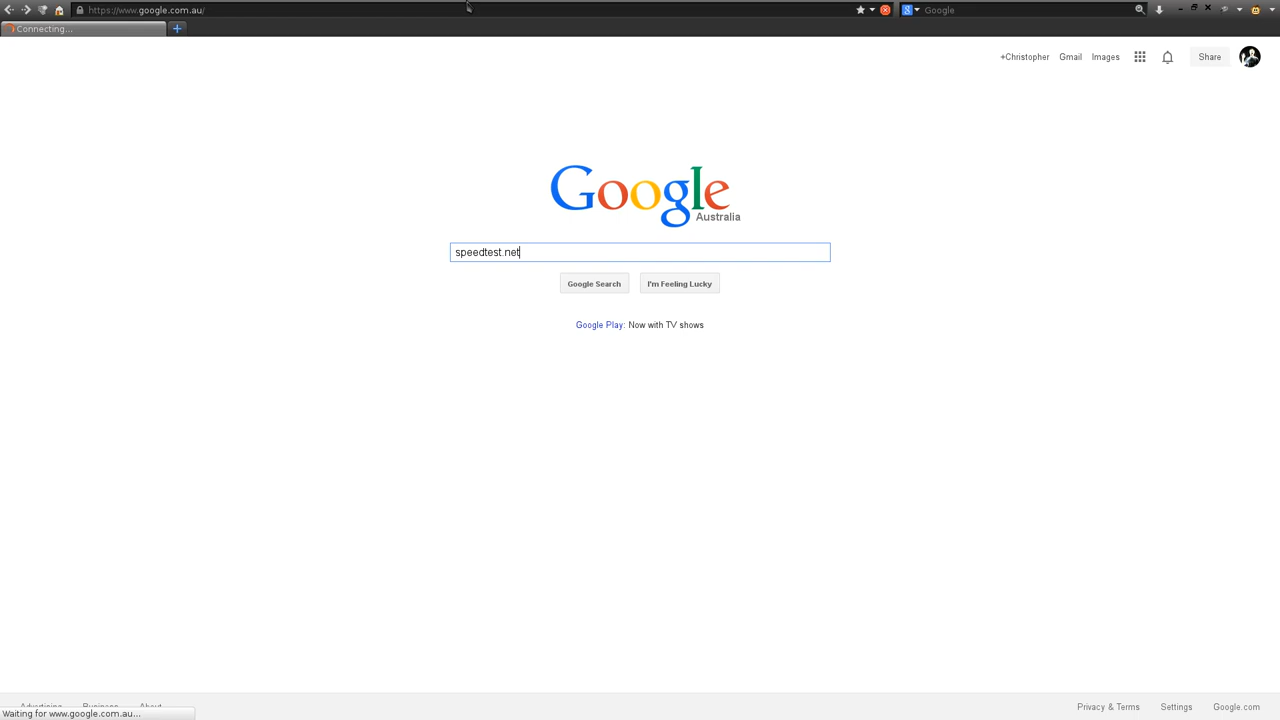 https://www.google.com.au/
Google
Connecting...
+Christopher Gmail Images Share
Google
Australia
speedtest.net
Google Search I'm Feeling Lucky
Google Play: Now with TV shows
Advertising Business About Privacy & Terms Settings Google.com
Waiting for www.google.com.au...